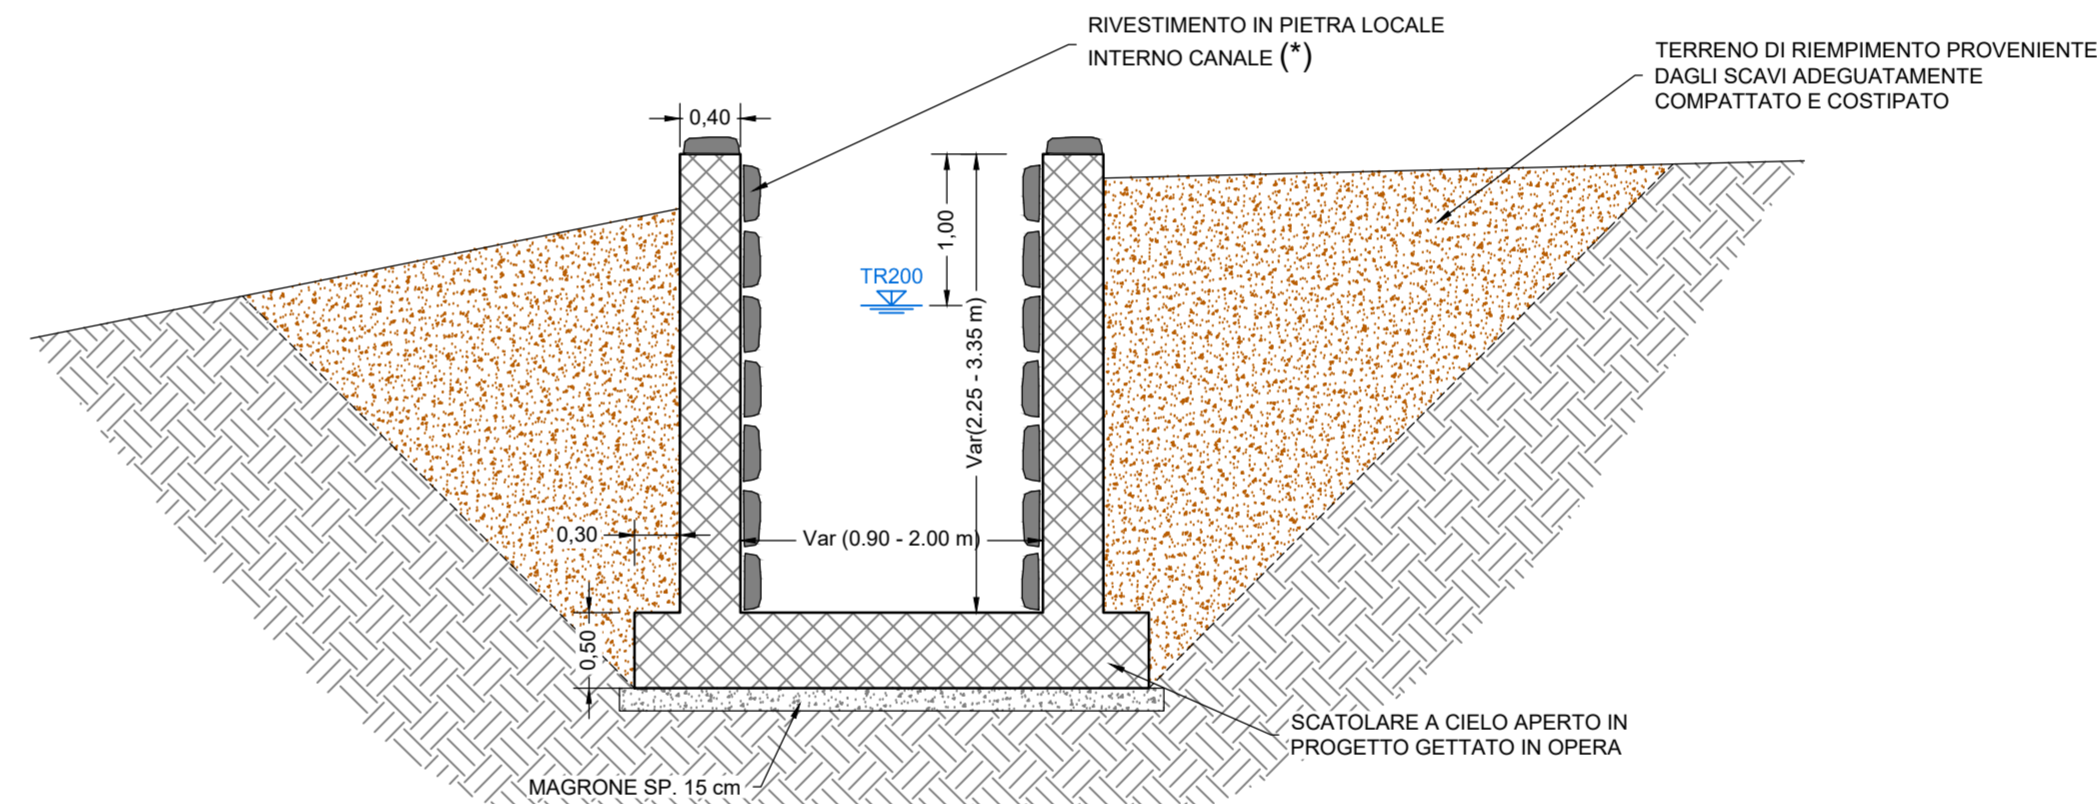 RIVESTIMENTO IN PIETRA LOCALE
INTERNO CANALE (*)
TERRENO DI RIEMPIMENTO PROVENIENTE
DAGLI SCAVI ADEGUATAMENTE
COMPATTATO E COSTIPATO
0,40
1,00
TR200
Var(2.25 - 3.35 m)
0,30
Var (0.90 - 2.00 m)
0,50
SCATOLARE A CIELO APERTO IN
PROGETTO GETTATO IN OPERA
MAGRONE SP. 15 cm